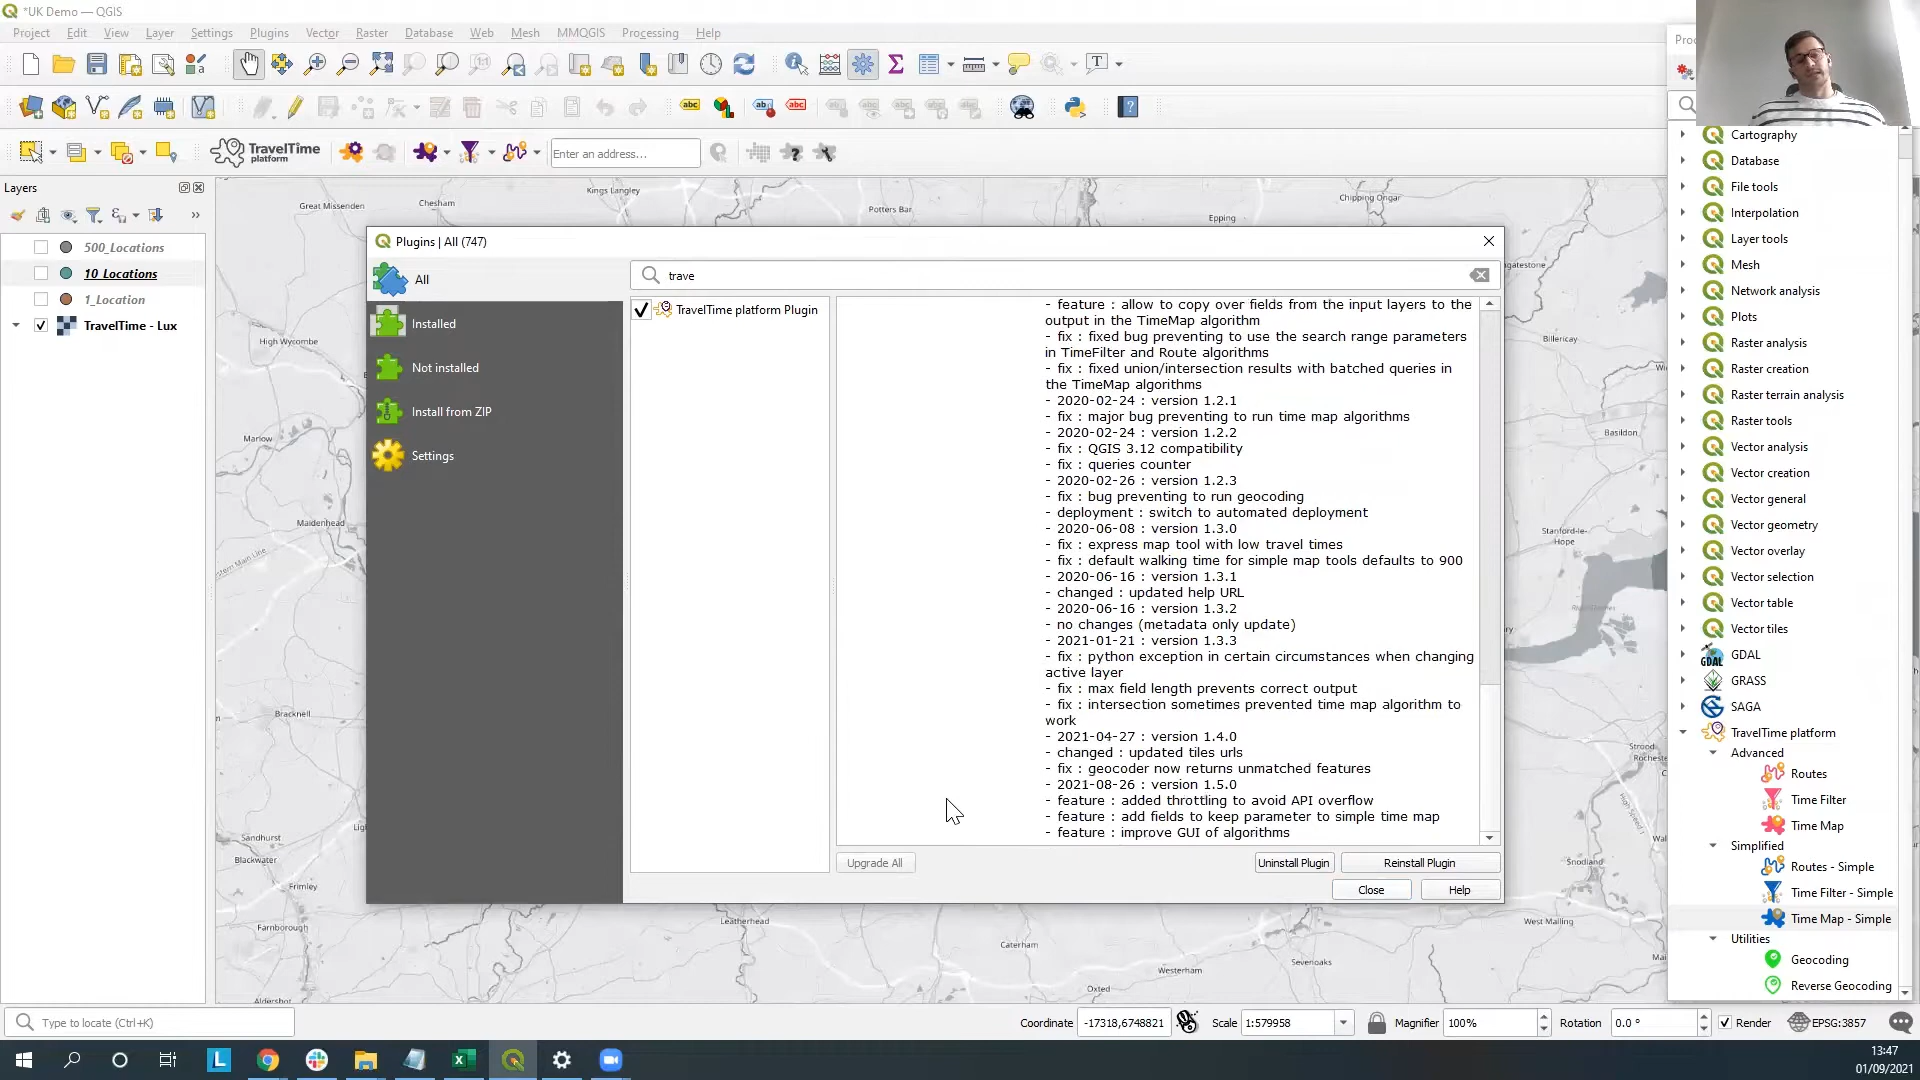 *UK Demo — QGIS
Project Edit View Layer Settings Plugins Vector Raster Database Web Mesh MMQGIS Processing Help
TravelTime platform
Enter an address...
Layers
500_Locations
10_Locations
1_Location
TravelTime - Lux
Great Missenden
Chesham
Kings Langley
Potters Bar
Epping
Chipping Ongar
High Wycombe
Marlow
Maidenhead
eastern Main Line
Bracknell
Sandhurst
Blackwater
Frimley
Farnborough
Aldershot
Leatherhead
Caterham
Oxted
Westerham
Sevenoaks
West Malling
Snodland
Strood
Rochester
Stanford-le-Hope
Basildon
Billericay
gatestone
Plugins | All (747)
All
Installed
Not installed
Install from ZIP
Settings
trave
TravelTime platform Plugin
- feature : allow to copy over fields from the input layers to the
output in the TimeMap algorithm
- fix : fixed bug preventing to use the search range parameters
in TimeFilter and Route algorithms
- fix : fixed union/intersection results with batched queries in
the TimeMap algorithms
- 2020-02-24 : version 1.2.1
- fix : major bug preventing to run time map algorithms
- 2020-02-24 : version 1.2.2
- fix : QGIS 3.12 compatibility
- fix : queries counter
- 2020-02-26 : version 1.2.3
- fix : bug preventing to run geocoding
- deployment : switch to automated deployment
- 2020-06-08 : version 1.3.0
- fix : express map tool with low travel times
- fix : default walking time for simple map tools defaults to 900
- 2020-06-16 : version 1.3.1
- changed : updated help URL
- 2020-06-16 : version 1.3.2
- no changes (metadata only update)
- 2021-01-21 : version 1.3.3
- fix : python exception in certain circumstances when changing
active layer
- fix : max field length prevents correct output
- fix : intersection sometimes prevented time map algorithm to
work
- 2021-04-27 : version 1.4.0
- changed : updated tiles urls
- fix : geocoder now returns unmatched features
- 2021-08-26 : version 1.5.0
- feature : added throttling to avoid API overflow
- feature : add fields to keep parameter to simple time map
- feature : improve GUI of algorithms
Upgrade All
Uninstall Plugin
Reinstall Plugin
Close
Help
Cartography
Database
File tools
Interpolation
Layer tools
Mesh
Network analysis
Plots
Raster analysis
Raster creation
Raster terrain analysis
Raster tools
Vector analysis
Vector creation
Vector general
Vector geometry
Vector overlay
Vector selection
Vector table
Vector tiles
GDAL
GRASS
SAGA
TravelTime platform
Advanced
Routes
Time Filter
Time Map
Simplified
Routes - Simple
Time Filter - Simple
Time Map - Simple
Utilities
Geocoding
Reverse Geocoding
Type to locate (Ctrl+K)
Coordinate -17318,6748821 Scale 1:579958 Magnifier 100% Rotation 0.0 ° Render EPSG:3857
13:47
01/09/2021